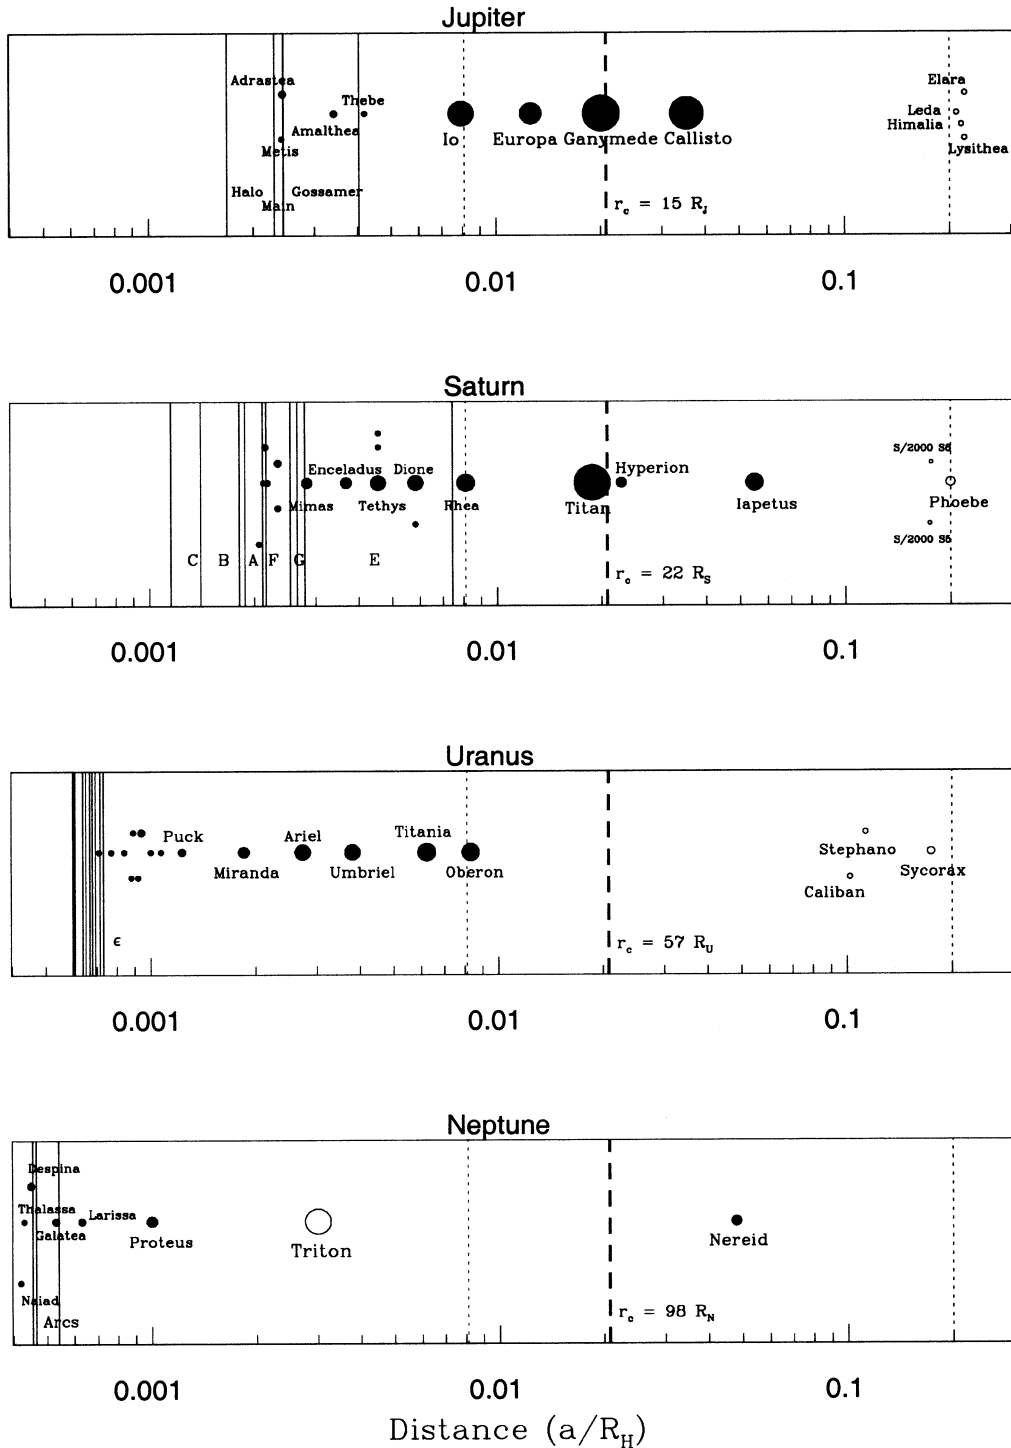 Jupiter
Adrastea
Thebe
Amalthea
Metis
Halo
Gossamer
Main
Io
Europa
Ganymede
Callisto
r_c = 15 R_J
Elara
Leda
Himalia
Lysithea
0.001
0.01
0.1
Saturn
Enceladus
Dione
Mimas
Tethys
Rhea
C
B
A
F
G
E
Titan
Hyperion
Iapetus
S/2000 S6
Phoebe
S/2000 S5
r_c = 22 R_S
0.001
0.01
0.1
Uranus
Puck
Ariel
Titania
Miranda
Umbriel
Oberon
ε
r_c = 57 R_U
Stephano
Sycorax
Caliban
0.001
0.01
0.1
Neptune
Despina
Thalassa
Larissa
Galatea
Proteus
Triton
Nereid
Naiad
Arcs
r_c = 98 R_N
0.001
0.01
0.1
Distance (a/R_H)